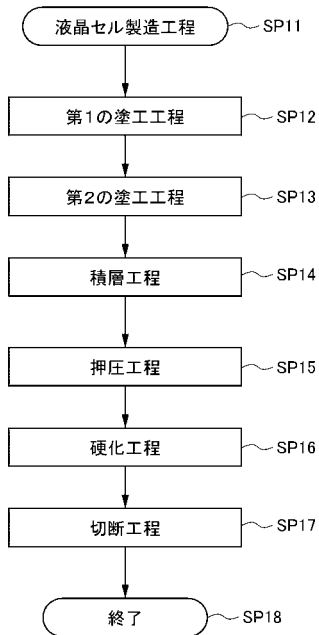 液晶セル製造工程 SP11
第1の塗工工程 SP12
第2の塗工工程 SP13
積層工程 SP14
押圧工程 SP15
硬化工程 SP16
切断工程 SP17
終了 SP18